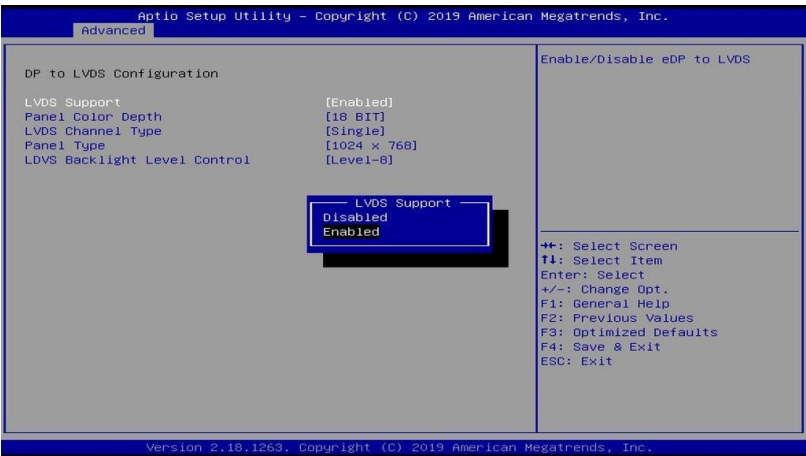 Aptio Setup Utility – Copyright (C) 2019 American Megatrends, Inc.
Advanced
DP to LVDS Configuration
LVDS Support [Enabled]
Panel Color Depth [18 BIT]
LVDS Channel Type [Single]
Panel Type [1024 x 768]
LDVS Backlight Level Control [Level-8]
LVDS Support
Disabled
Enabled
Enable/Disable eDP to LVDS
→←: Select Screen
↑↓: Select Item
Enter: Select
+/-: Change Opt.
F1: General Help
F2: Previous Values
F3: Optimized Defaults
F4: Save & Exit
ESC: Exit
Version 2.18.1263. Copyright (C) 2019 American Megatrends, Inc.